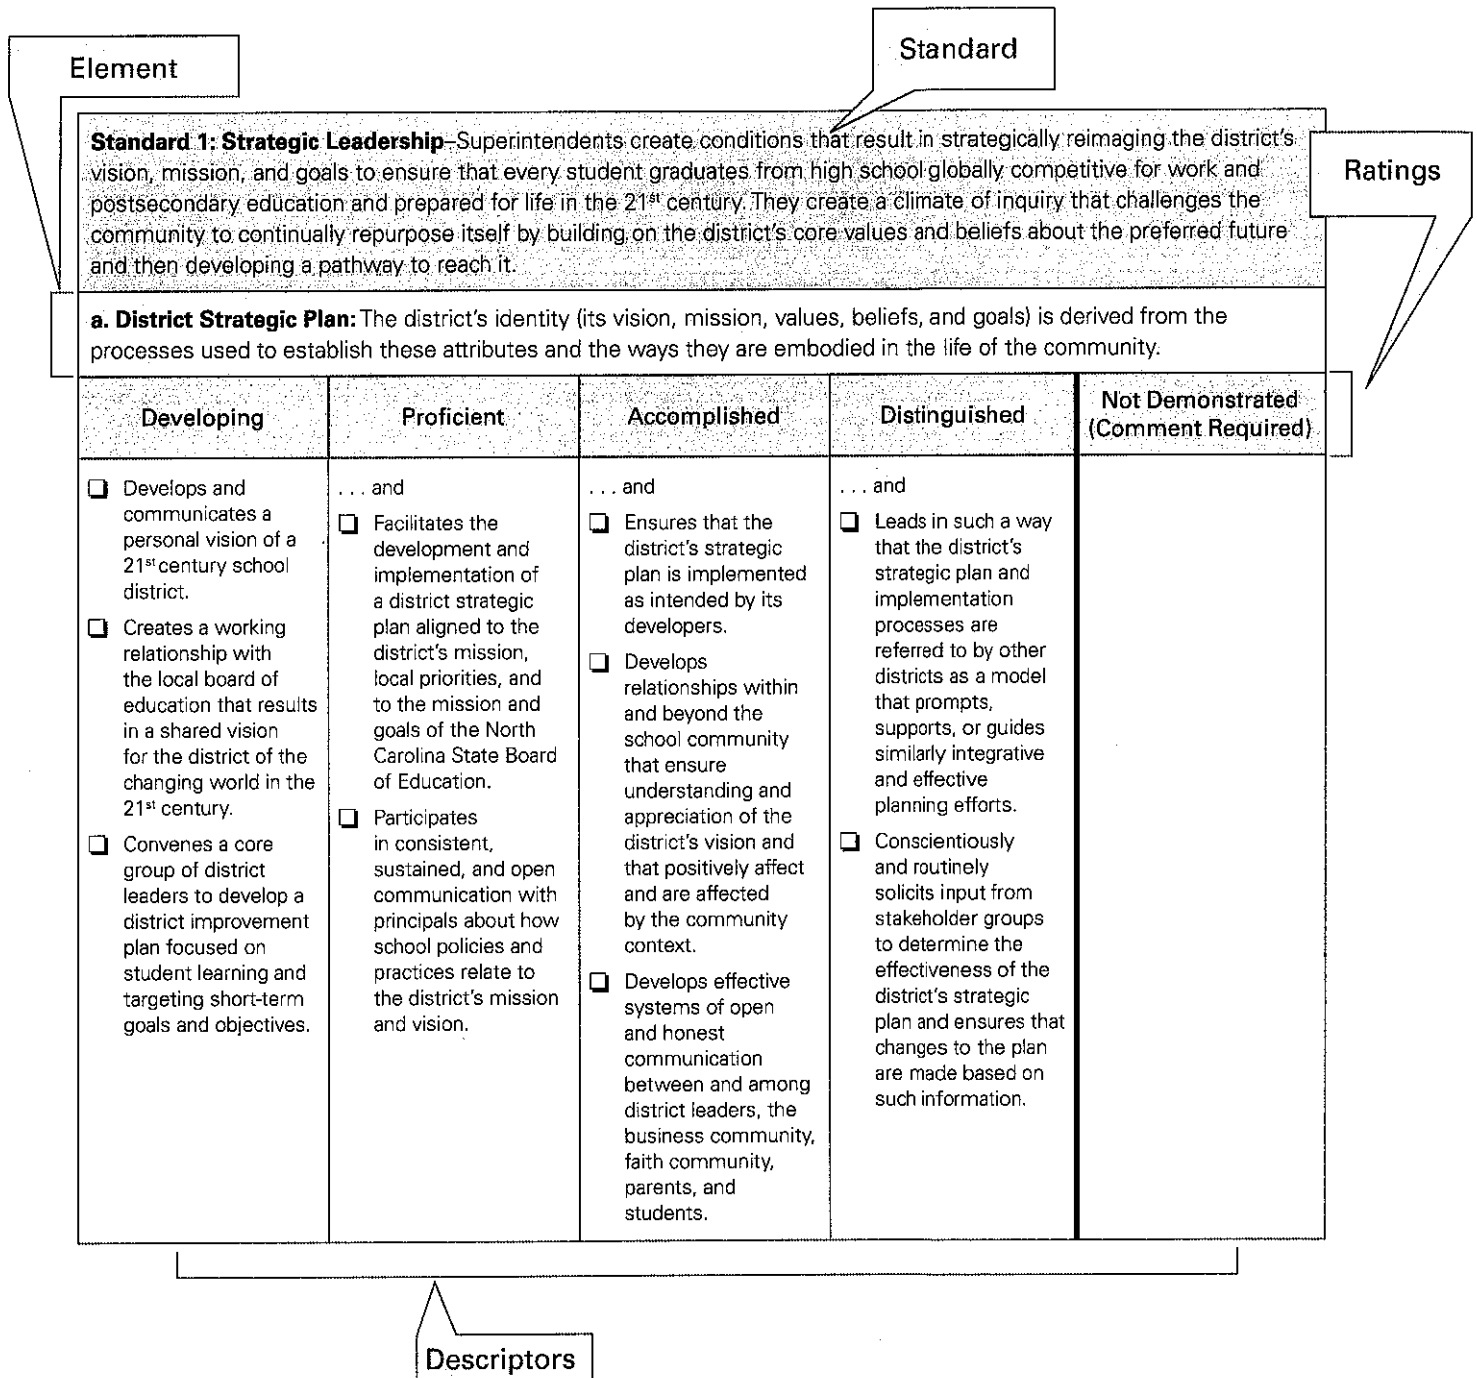 Element
Standard
Ratings
Standard 1: Strategic Leadership–Superintendents create conditions that result in strategically reimaging the district's
vision, mission, and goals to ensure that every student graduates from high school globally competitive for work and
postsecondary education and prepared for life in the 21st century. They create a climate of inquiry that challenges the
community to continually repurpose itself by building on the district's core values and beliefs about the preferred future
and then developing a pathway to reach it.
a. District Strategic Plan: The district's identity (its vision, mission, values, beliefs, and goals) is derived from the
processes used to establish these attributes and the ways they are embodied in the life of the community.
Developing
Proficient
Accomplished
Distinguished
Not Demonstrated
(Comment Required)
❏ Develops and
communicates a
personal vision of a
21st century school
district.
❏ Creates a working
relationship with
the local board of
education that results
in a shared vision
for the district of the
changing world in the
21st century.
❏ Convenes a core
group of district
leaders to develop a
district improvement
plan focused on
student learning and
targeting short-term
goals and objectives.
. . . and
❏ Facilitates the
development and
implementation of
a district strategic
plan aligned to the
district's mission,
local priorities, and
to the mission and
goals of the North
Carolina State Board
of Education.
❏ Participates
in consistent,
sustained, and open
communication with
principals about how
school policies and
practices relate to
the district's mission
and vision.
. . . and
❏ Ensures that the
district's strategic
plan is implemented
as intended by its
developers.
❏ Develops
relationships within
and beyond the
school community
that ensure
understanding and
appreciation of the
district's vision and
that positively affect
and are affected
by the community
context.
❏ Develops effective
systems of open
and honest
communication
between and among
district leaders, the
business community,
faith community,
parents, and
students.
. . . and
❏ Leads in such a way
that the district's
strategic plan and
implementation
processes are
referred to by other
districts as a model
that prompts,
supports, or guides
similarly integrative
and effective
planning efforts.
❏ Conscientiously
and routinely
solicits input from
stakeholder groups
to determine the
effectiveness of the
district's strategic
plan and ensures that
changes to the plan
are made based on
such information.
Descriptors